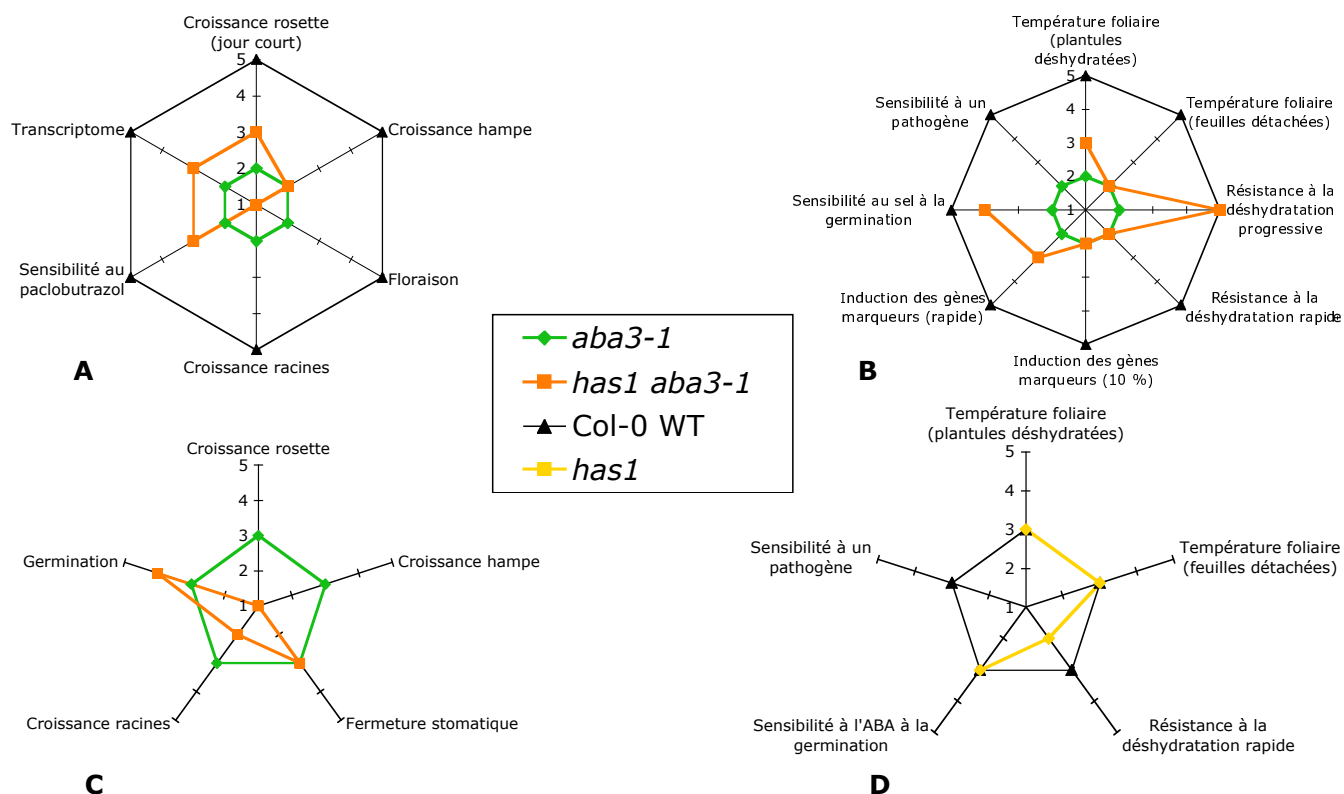 Croissance rosette
(jour court)
5
4
3
2
1
Croissance hampe
Floraison
Croissance racines
Sensibilité au
paclobutrazol
Transcriptome
A
Température foliaire
(plantules
déshydratées)
5
4
3
2
1
Température foliaire
(feuilles détachées)
Résistance à la
déshydratation
progressive
Résistance à la
déshydratation rapide
Induction des gènes
marqueurs (10 %)
Induction des gènes
marqueurs (rapide)
Sensibilité au sel à la
germination
Sensibilité à un
pathogène
B
aba3-1
has1 aba3-1
Col-0 WT
has1
Croissance rosette
5
4
3
2
1
Croissance hampe
Fermeture stomatique
Croissance racines
Germination
C
Température foliaire
(plantules déshydratées)
5
4
3
2
1
Température foliaire
(feuilles détachées)
Résistance à la
déshydratation rapide
Sensibilité à l'ABA à la
germination
Sensibilité à un
pathogène
D